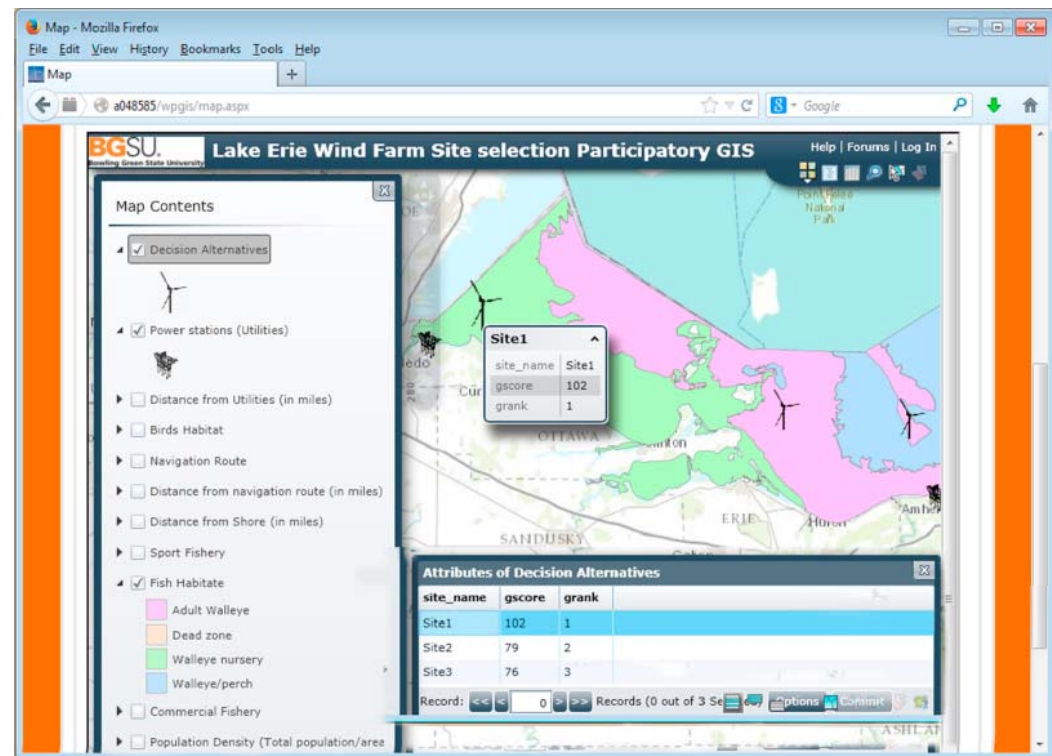 Map - Mozilla Firefox
File Edit View History Bookmarks Tools Help
Map
a048585/wpgis/map.aspx
Google
BGSU.
Bowling Green State University
Lake Erie Wind Farm Site selection Participatory GIS
Help | Forums | Log In
Map Contents
Decision Alternatives
Power stations (Utilities)
Distance from Utilities (in miles)
Birds Habitat
Navigation Route
Distance from navigation route (in miles)
Distance from Shore (in miles)
Sport Fishery
Fish Habitate
Adult Walleye
Dead zone
Walleye nursery
Walleye/perch
Commercial Fishery
Population Density (Total population/area
National
Park
Site1
site_name Site1
gscore 102
grank 1
280
OTTAWA
ERIE
Huron
SANDUSKY
Attributes of Decision Alternatives
site_name gscore grank
Site1 102 1
Site2 79 2
Site3 76 3
Record: << < 0 > >> Records (0 out of 3 Options Commit